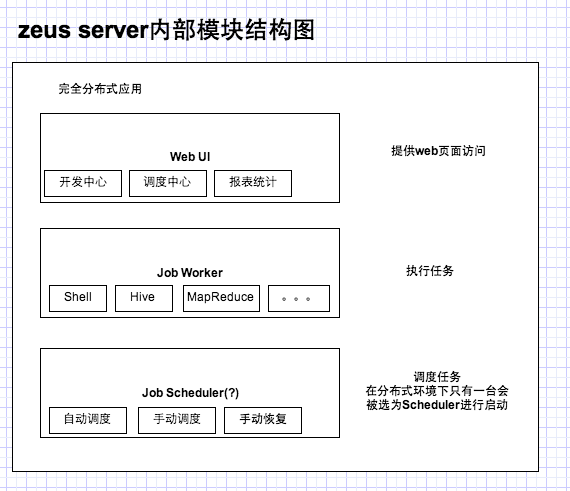 zeus server内部模块结构图
完全分布式应用
Web UI
提供web页面访问
开发中心 调度中心 报表统计
Job Worker
执行任务
Shell Hive MapReduce 。。。
Job Scheduler(?)
调度任务
在分布式环境下只有一台会
被选为Scheduler进行启动
自动调度 手动调度 手动恢复